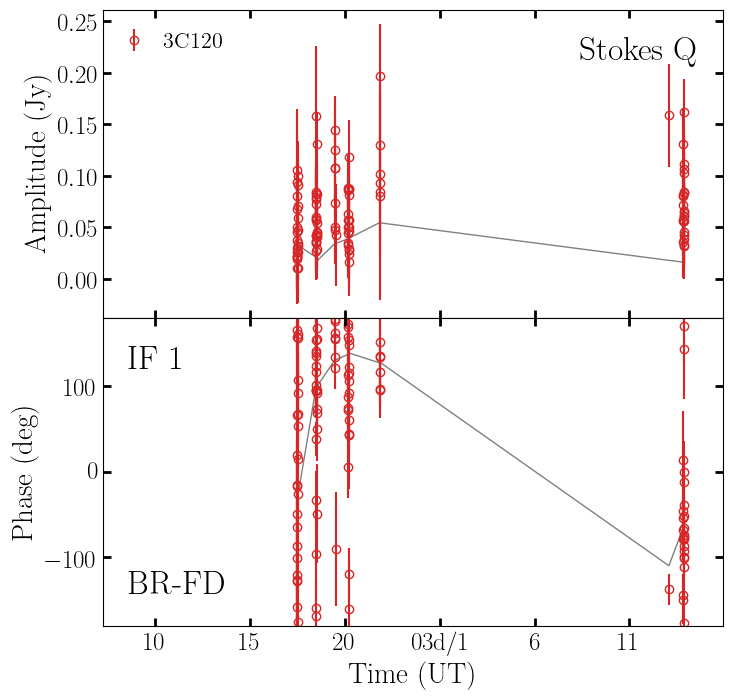 3C120
Stokes Q
0.25
0.20
0.15
0.10
0.05
0.00
Amplitude (Jy)
IF 1
BR-FD
100
0
−100
Phase (deg)
10 15 20 03d/1 6 11
Time (UT)